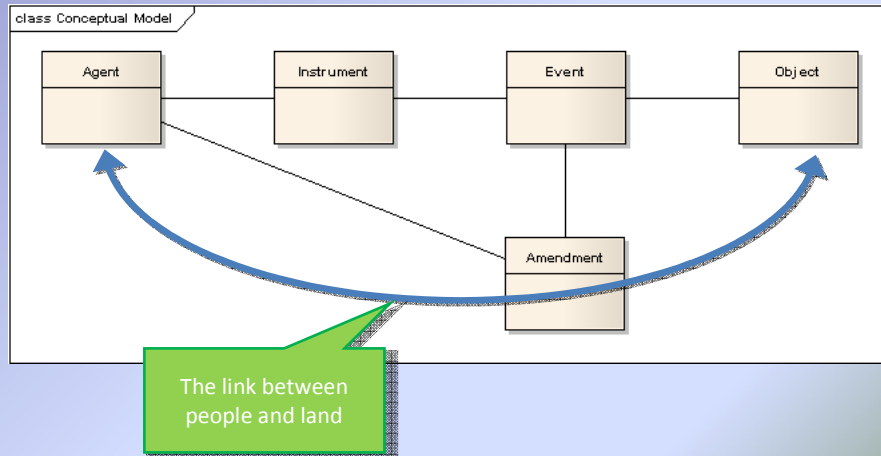 class Conceptual Model
Agent
Instrument
Event
Object
Amendment
The link between
people and land